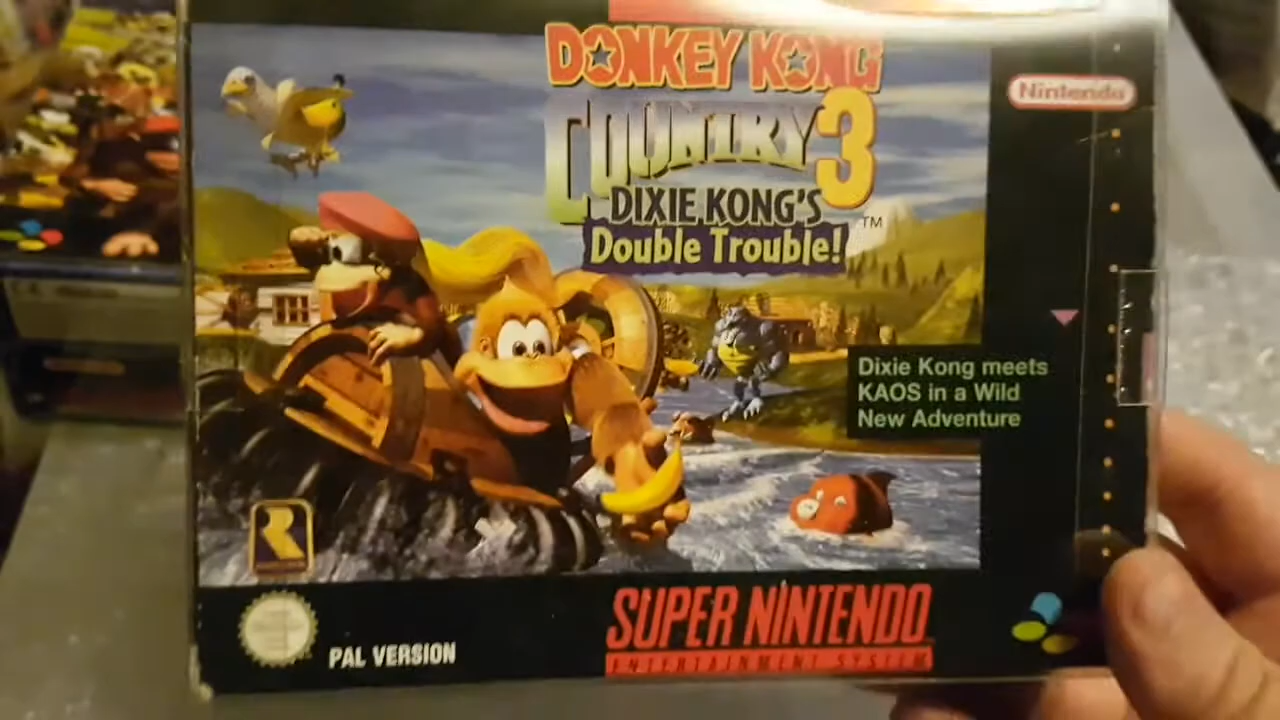 DONKEY KONG
COUNTRY 3
DIXIE KONG'S
Double Trouble!
TM
Nintendo
Dixie Kong meets
KAOS in a Wild
New Adventure
R
PAL VERSION
SUPER NINTENDO
ENTERTAINMENT SYSTEM